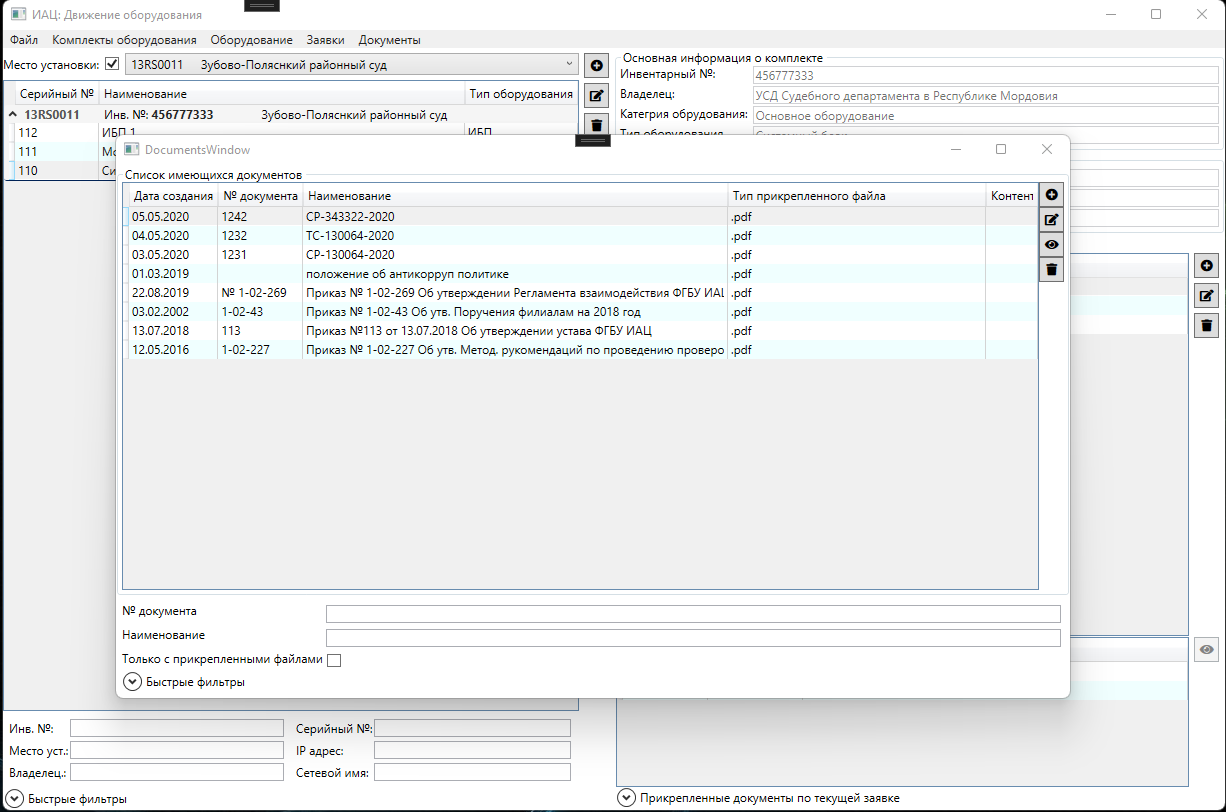 ИАЦ: Движение оборудования
Файл Комплекты оборудования Оборудование Заявки Документы
Место установки: 13RS0011 Зубово-Поляснкий районный суд
Серийный № Наименование Тип оборудования
13RS0011 Инв. №: 456777333 Зубово-Поляснкий районный суд
112 ИБП 1 ИБП
111
110
Основная информация о комплекте
Инвентарный №: 456777333
Владелец: УСД Судебного департамента в Республике Мордовия
Категрия обрудования: Основное оборудование
Тип оборудования Системный блок
DocumentsWindow
Список имеющихся документов
Дата создания № документа Наименование Тип прикрепленного файла Контент
05.05.2020 1242 СР-343322-2020 .pdf
04.05.2020 1232 ТС-130064-2020 .pdf
03.05.2020 1231 СР-130064-2020 .pdf
01.03.2019 положение об антикорруп политике .pdf
22.08.2019 № 1-02-269 Приказ № 1-02-269 Об утверждении Регламента взаимодействия ФГБУ ИАЦ .pdf
03.02.2002 1-02-43 Приказ № 1-02-43 Об утв. Поручения филиалам на 2018 год .pdf
13.07.2018 113 Приказ №113 от 13.07.2018 Об утверждении устава ФГБУ ИАЦ .pdf
12.05.2016 1-02-227 Приказ № 1-02-227 Об утв. Метод. рукомендаций по проведению проверо .pdf
№ документа
Наименование
Только с прикрепленными файлами
Быстрые фильтры
Инв. №: Серийный №:
Место уст.: IP адрес:
Владелец.: Сетевой имя:
Быстрые фильтры
Прикрепленные документы по текущей заявке